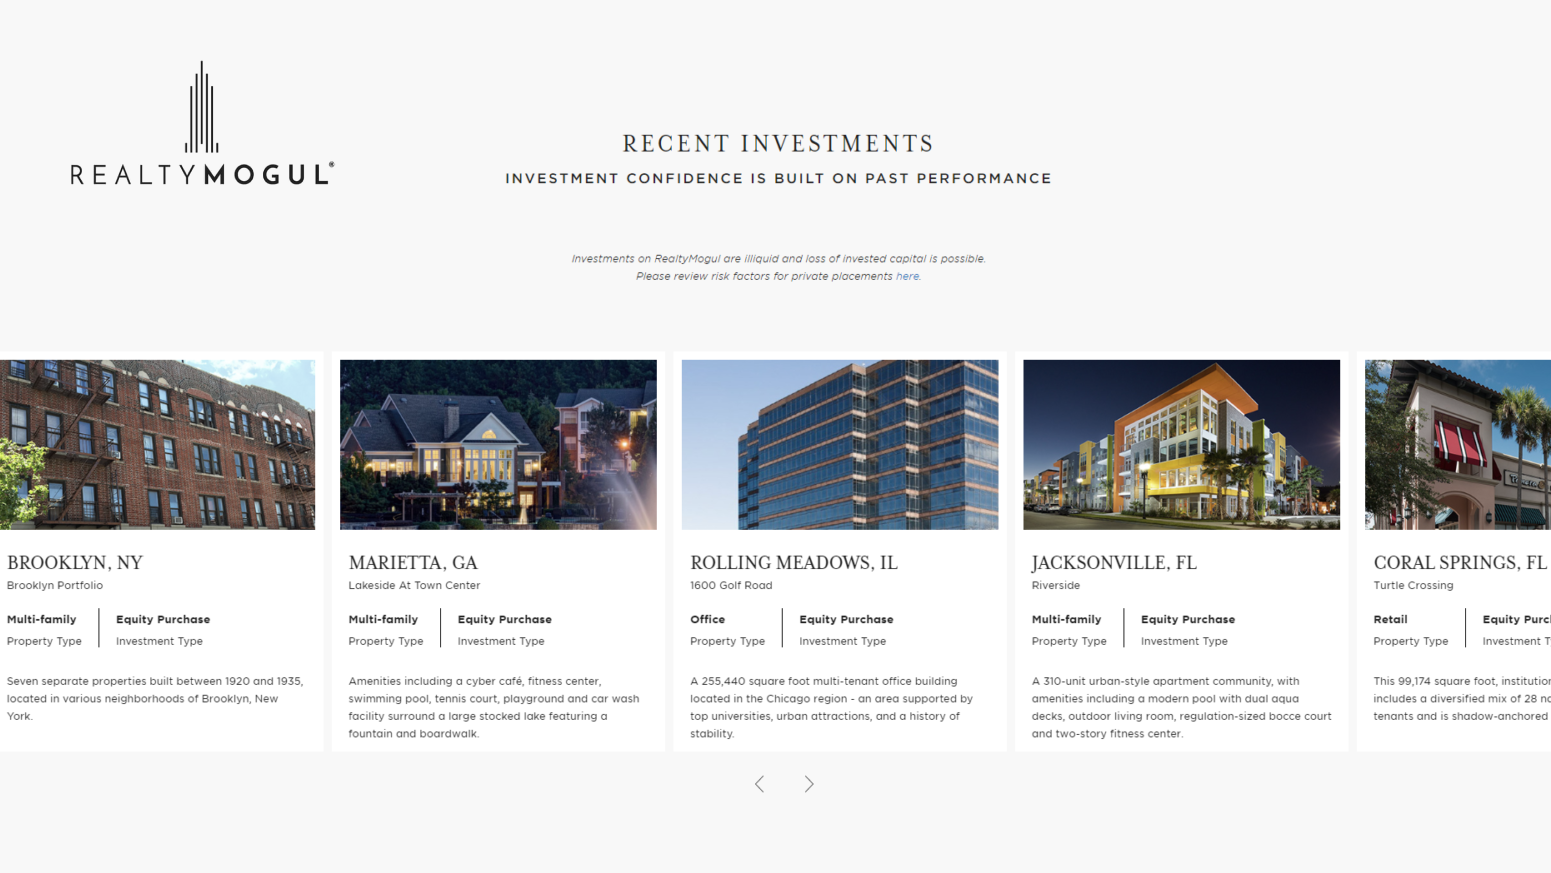 REALTYMOGUL®
RECENT INVESTMENTS
INVESTMENT CONFIDENCE IS BUILT ON PAST PERFORMANCE
Investments on RealtyMogul are illiquid and loss of invested capital is possible.
Please review risk factors for private placements here.
BROOKLYN, NY
Brooklyn Portfolio
Multi-family
Equity Purchase
Property Type
Investment Type
Seven separate properties built between 1920 and 1935,
located in various neighborhoods of Brooklyn, New
York.
MARIETTA, GA
Lakeside At Town Center
Multi-family
Equity Purchase
Property Type
Investment Type
Amenities including a cyber café, fitness center,
swimming pool, tennis court, playground and car wash
facility surround a large stocked lake featuring a
fountain and boardwalk.
ROLLING MEADOWS, IL
1600 Golf Road
Office
Equity Purchase
Property Type
Investment Type
A 255,440 square foot multi-tenant office building
located in the Chicago region - an area supported by
top universities, urban attractions, and a history of
stability.
JACKSONVILLE, FL
Riverside
Multi-family
Equity Purchase
Property Type
Investment Type
A 310-unit urban-style apartment community, with
amenities including a modern pool with dual aqua
decks, outdoor living room, regulation-sized bocce court
and two-story fitness center.
CORAL SPRINGS, FL
Turtle Crossing
Retail
Equity
Property Type
Investment
This 99,174 square foot,
includes a diversified mix of 28
tenants and is shadow-anchored